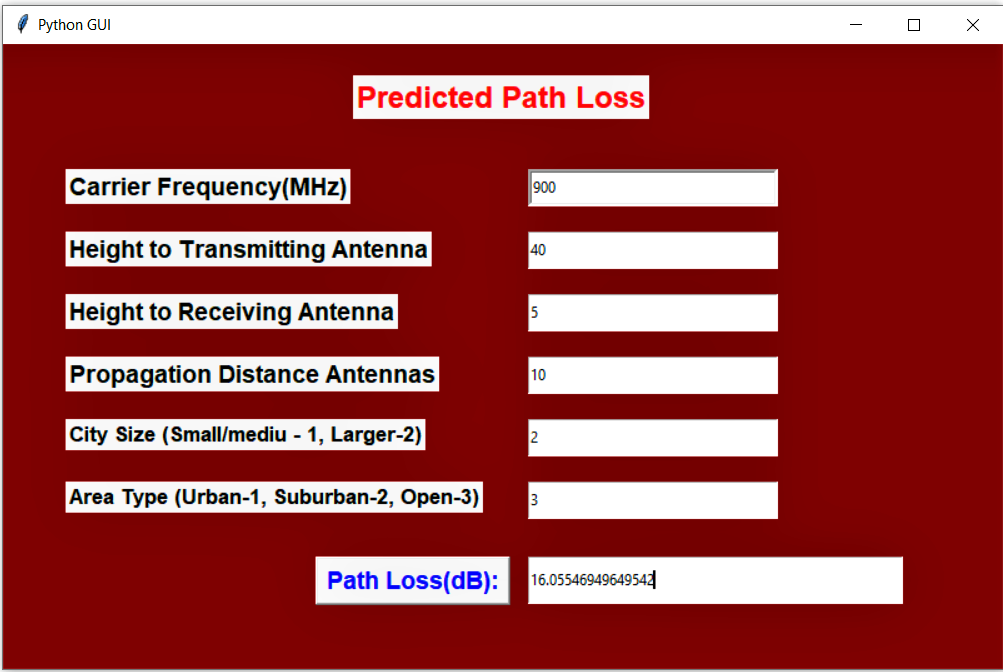 Python GUI
Predicted Path Loss
Carrier Frequency(MHz) 900
Height to Transmitting Antenna 40
Height to Receiving Antenna 5
Propagation Distance Antennas 10
City Size (Small/mediu - 1, Larger-2) 2
Area Type (Urban-1, Suburban-2, Open-3) 3
Path Loss(dB): 16.05546949649542